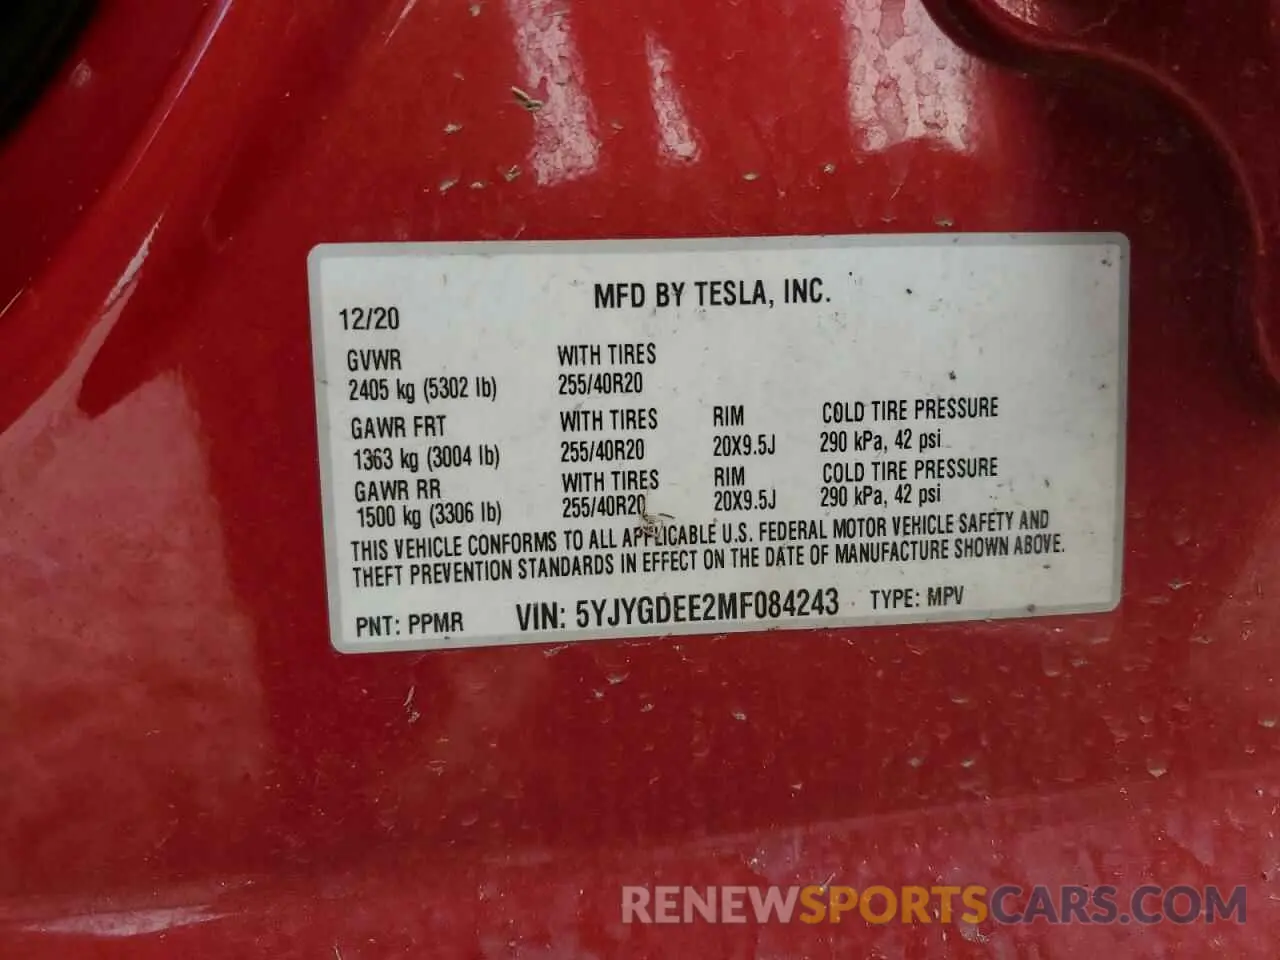 MFD BY TESLA, INC.
12/20
GVWR WITH TIRES
2405 kg (5302 lb) 255/40R20
GAWR FRT WITH TIRES RIM COLD TIRE PRESSURE
1363 kg (3004 lb) 255/40R20 20X9.5J 290 kPa, 42 psi
GAWR RR WITH TIRES RIM COLD TIRE PRESSURE
1500 kg (3306 lb) 255/40R20 20X9.5J 290 kPa, 42 psi
THIS VEHICLE CONFORMS TO ALL APPLICABLE U.S. FEDERAL MOTOR VEHICLE SAFETY AND
THEFT PREVENTION STANDARDS IN EFFECT ON THE DATE OF MANUFACTURE SHOWN ABOVE.
PNT: PPMR VIN: 5YJYGDEE2MF084243 TYPE: MPV
RENEWSPORTSCARS.COM